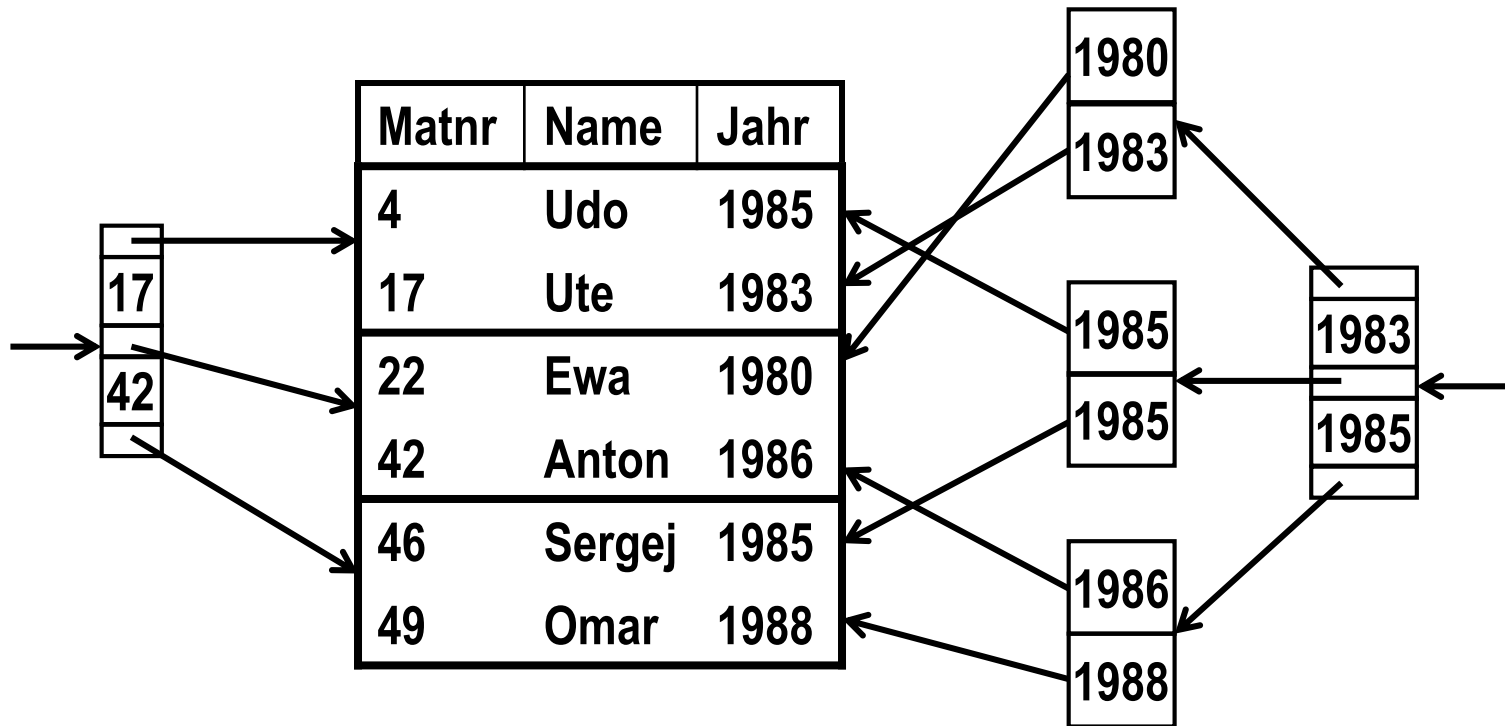 17
42
Matnr Name Jahr
4 Udo 1985
17 Ute 1983
22 Ewa 1980
42 Anton 1986
46 Sergej 1985
49 Omar 1988
1980
1983
1985
1985
1986
1988
1983
1985